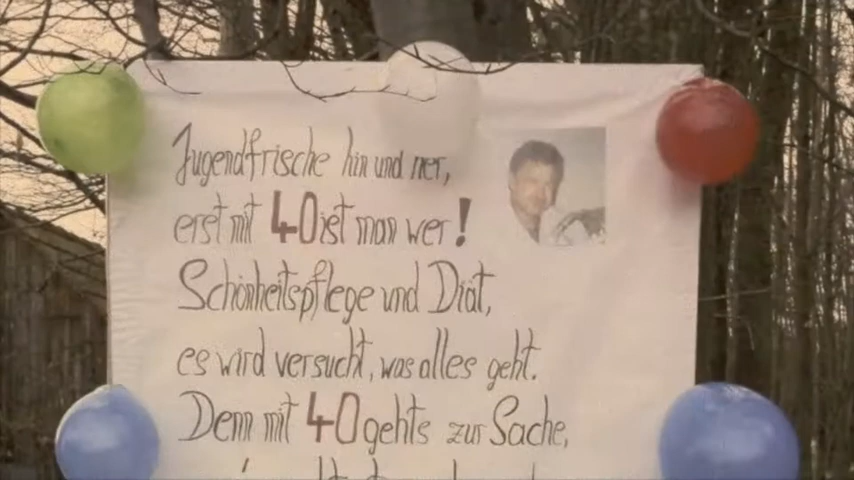 Jugendfrische hin und her,
erst mit 40 ist man wer!
Schönheitspflege und Diät,
es wird versucht, was alles geht.
Denn mit 40 gehts zur Sache,